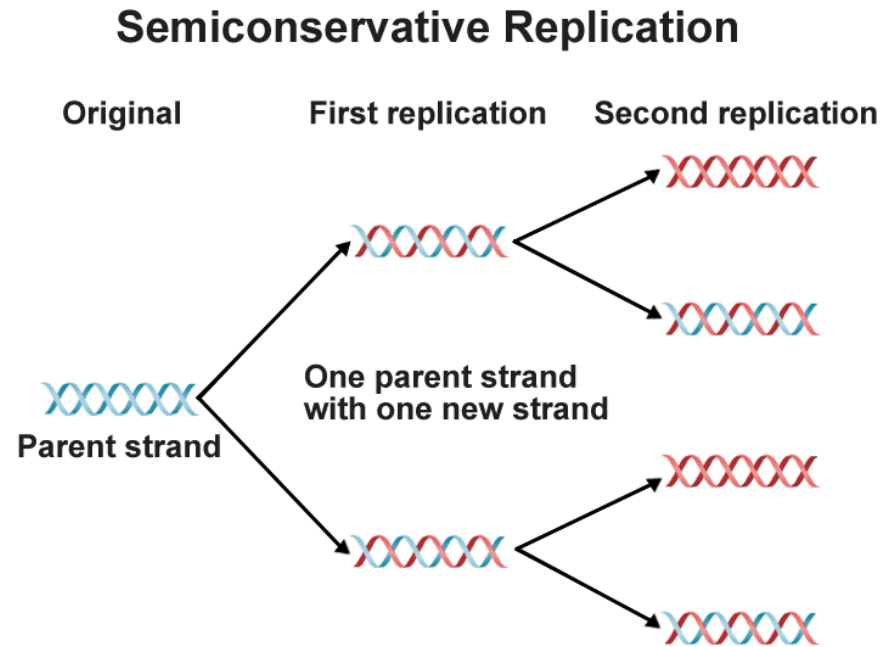 Semiconservative Replication
Original
First replication
Second replication
One parent strand
with one new strand
Parent strand